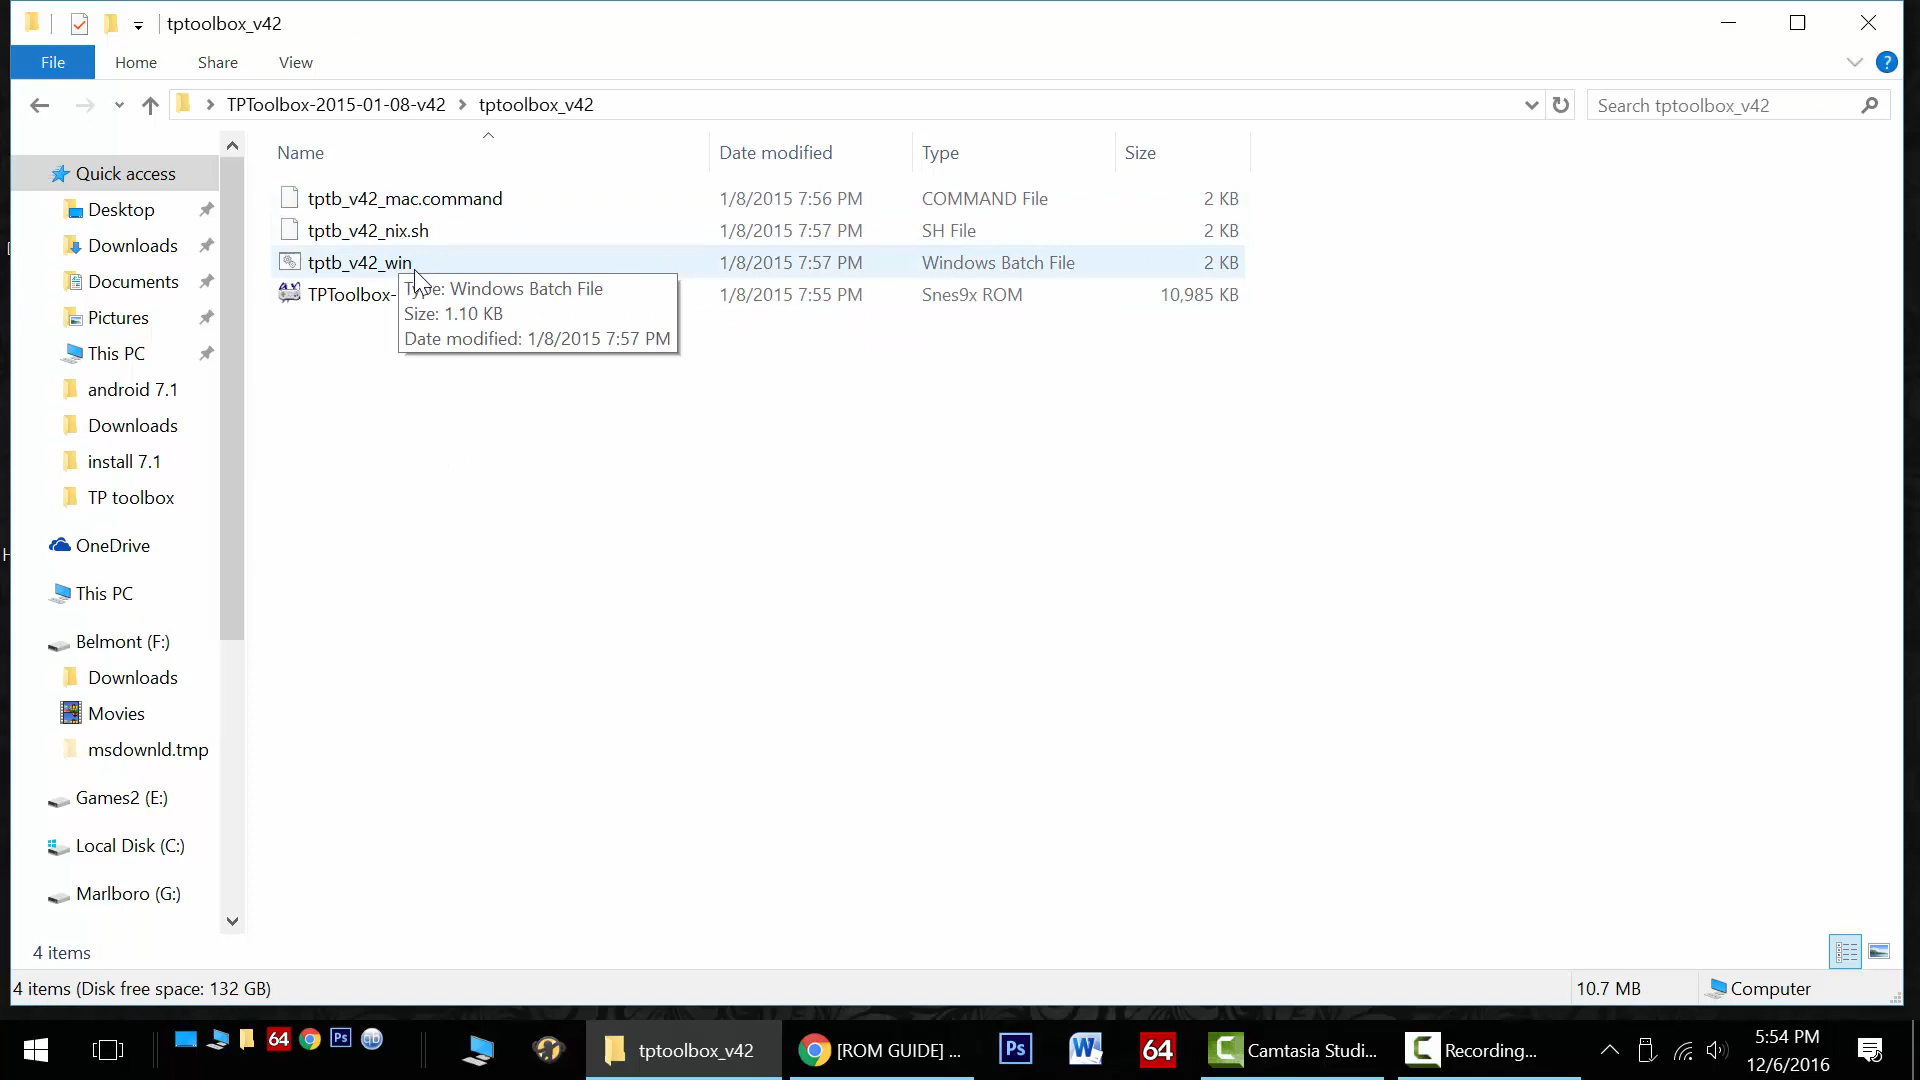 tptoolbox_v42
File Home Share View
TPToolbox-2015-01-08-v42 tptoolbox_v42 Search tptoolbox_v42
Name Date modified Type Size
tptb_v42_mac.command 1/8/2015 7:56 PM COMMAND File 2 KB
tptb_v42_nix.sh 1/8/2015 7:57 PM SH File 2 KB
tptb_v42_win 1/8/2015 7:57 PM Windows Batch File 2 KB
TPToolbox- 1/8/2015 7:55 PM Snes9x ROM 10,985 KB
Type: Windows Batch File
Size: 1.10 KB
Date modified: 1/8/2015 7:57 PM
Quick access
Desktop
Downloads
Documents
Pictures
This PC
android 7.1
Downloads
install 7.1
TP toolbox
OneDrive
This PC
Belmont (F:)
Downloads
Movies
msdownld.tmp
Games2 (E:)
Local Disk (C:)
Marlboro (G:)
4 items
4 items (Disk free space: 132 GB) 10.7 MB Computer
64 Ps qb tptoolbox_v42 [ROM GUIDE] ... Ps W 64 C Camtasia Studi... C Recording... 5:54 PM
12/6/2016